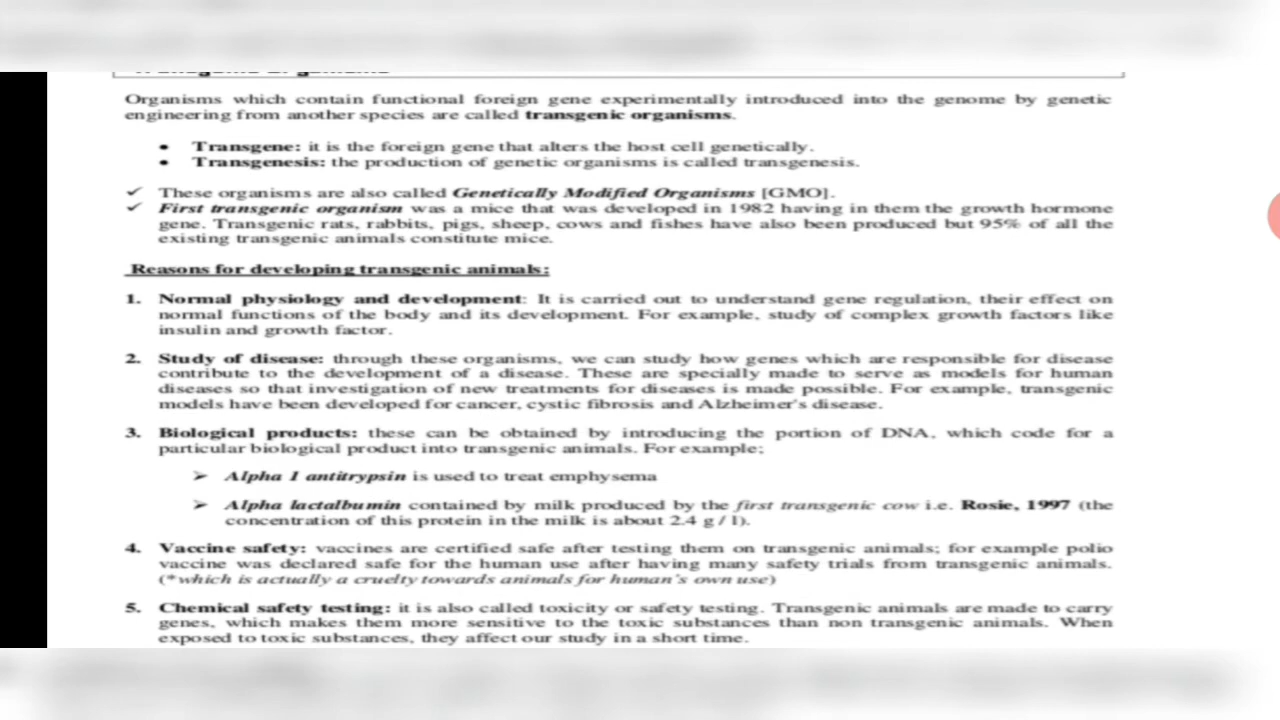 Organisms which contain functional foreign gene experimentally introduced into the genome by genetic
engineering from another species are called transgenic organisms.
• Transgene: it is the foreign gene that alters the host cell genetically.
• Transgenesis: the production of genetic organisms is called transgenesis.
✓ These organisms are also called Genetically Modified Organisms [GMO].
✓ First transgenic organism was a mice that was developed in 1982 having in them the growth hormone
gene. Transgenic rats, rabbits, pigs, sheep, cows and fishes have also been produced but 95% of all the
existing transgenic animals constitute mice.
Reasons for developing transgenic animals:
1. Normal physiology and development: It is carried out to understand gene regulation, their effect on
normal functions of the body and its development. For example, study of complex growth factors like
insulin and growth factor.
2. Study of disease: through these organisms, we can study how genes which are responsible for disease
contribute to the development of a disease. These are specially made to serve as models for human
diseases so that investigation of new treatments for diseases is made possible. For example, transgenic
models have been developed for cancer, cystic fibrosis and Alzheimer's disease.
3. Biological products: these can be obtained by introducing the portion of DNA, which code for a
particular biological product into transgenic animals. For example;
➢ Alpha 1 antitrypsin is used to treat emphysema
➢ Alpha lactalbumin contained by milk produced by the first transgenic cow i.e. Rosie, 1997 (the
concentration of this protein in the milk is about 2.4 g / l).
4. Vaccine safety: vaccines are certified safe after testing them on transgenic animals; for example polio
vaccine was declared safe for the human use after having many safety trials from transgenic animals.
(*which is actually a cruelty towards animals for human's own use)
5. Chemical safety testing: it is also called toxicity or safety testing. Transgenic animals are made to carry
genes, which makes them more sensitive to the toxic substances than non transgenic animals. When
exposed to toxic substances, they affect our study in a short time.